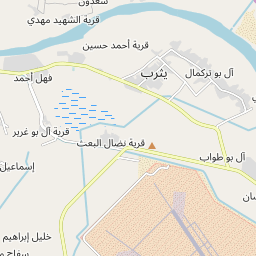 سعدون
قرية الشهيد مهدي
قرية أحمد حسين
يثرب
آل بو تركمال
فهل أحمد
قرية آل بو غرير
قرية نضال البعث
آل بو طواب
إسماعيل
خليل إبراهيم